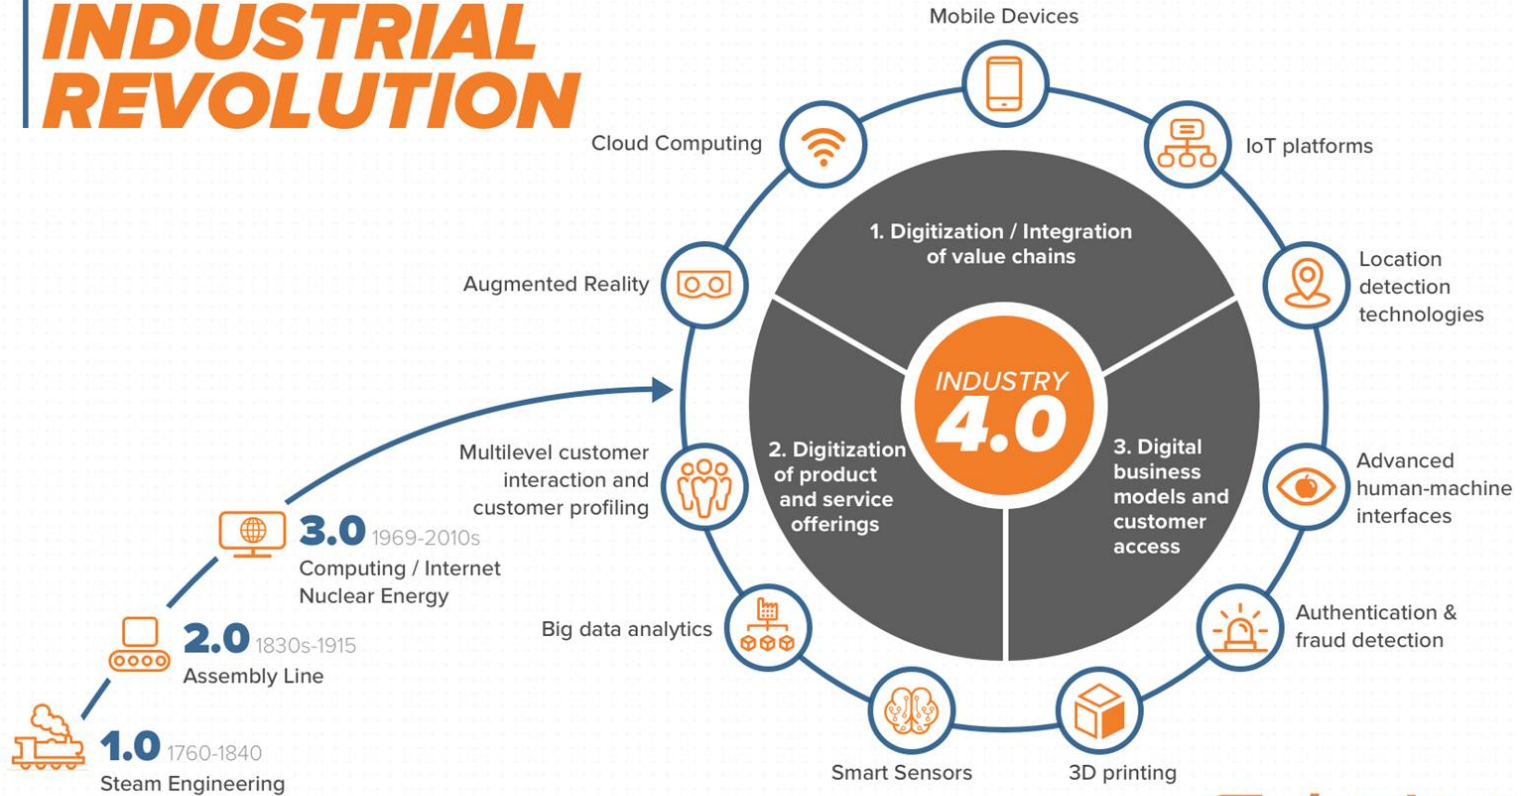 INDUSTRIAL
REVOLUTION
Mobile Devices
Cloud Computing
IoT platforms
Augmented Reality
Location
detection
technologies
1. Digitization / Integration
of value chains
INDUSTRY
4.0
2. Digitization
of product
and service
offerings
3. Digital
business
models and
customer
access
Multilevel customer
interaction and
customer profiling
Advanced
human-machine
interfaces
Big data analytics
Authentication &
fraud detection
Smart Sensors
3D printing
3.0 1969-2010s
Computing / Internet
Nuclear Energy
2.0 1830s-1915
Assembly Line
1.0 1760-1840
Steam Engineering